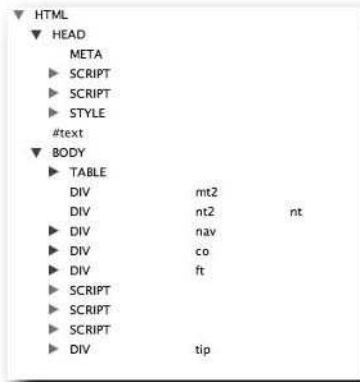 HTML
HEAD
META
SCRIPT
SCRIPT
STYLE
#text
BODY
TABLE
DIV mt2
DIV nt2 nt
DIV nav
DIV co
DIV ft
SCRIPT
SCRIPT
SCRIPT
DIV tip